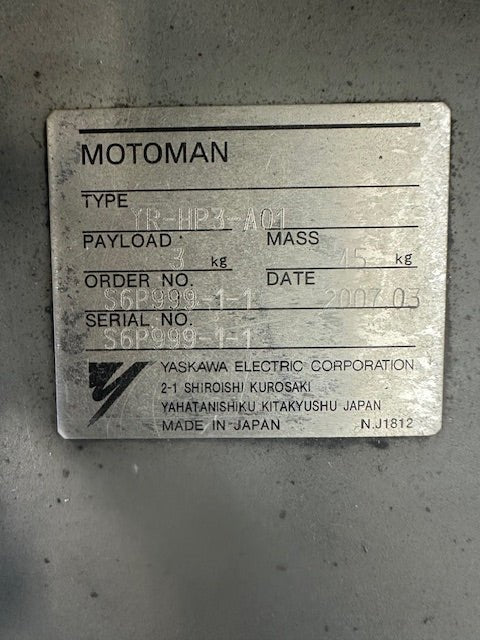 MOTOMAN
TYPE YR-HP3-A01
PAYLOAD 3 kg MASS 45 kg
ORDER NO. S6P999-1-1 DATE 2007.03
SERIAL NO. S6P999-1-1
YASKAWA ELECTRIC CORPORATION
2-1 SHIROISHI KUROSAKI
YAHATANISHIKU KITAKYUSHU JAPAN
MADE IN JAPAN N.J1812